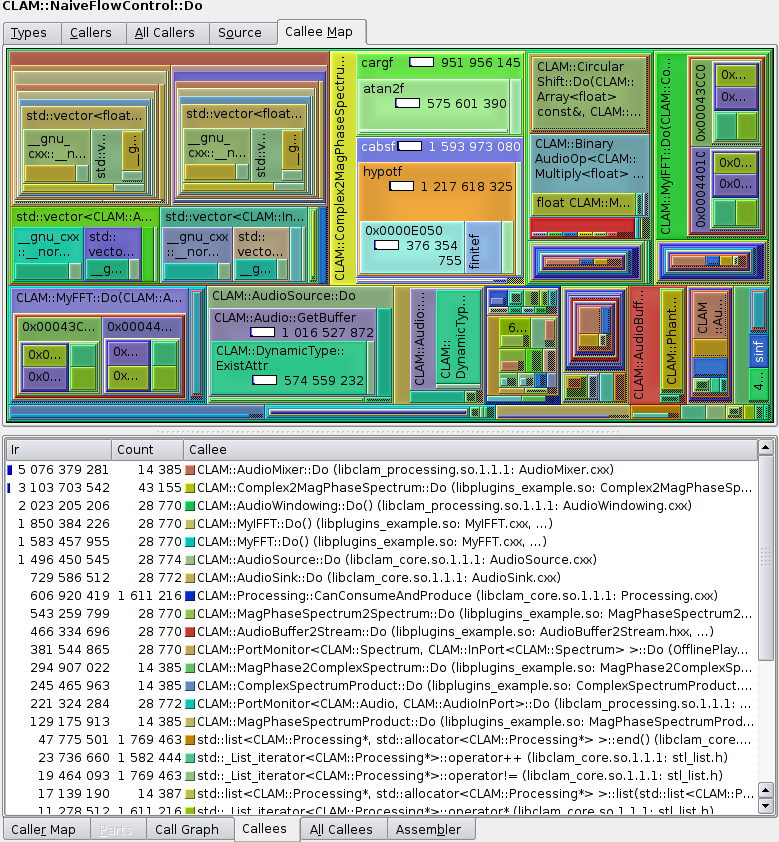 CLAM::NaiveFlowControl::Do
Types Callers All Callers Source Callee Map
std::vector<float...
__gnu_
cxx::__n...
std::v...
__g...
std::vector<float...
__gnu_
cxx::__n...
std::v...
__g...
std::vector<CLAM::A...
__gnu_cxx
::__nor...
std::
vecto...
__g...
std::vector<CLAM::In...
__gnu_cxx
::__nor...
std::
vecto...
__g...
CLAM::Complex2MagPhaseSpectru...
cargf 951 956 145
atan2f
575 601 390
cabsf 1 593 973 080
hypotf
1 217 618 325
0x0000E050
376 354
755
finitef
CLAM::Circular
Shift::Do(CLAM::
Array<float>
const&, CLAM::...
CLAM::Binary
AudioOp<CLAM::
Multiply<float> ...
float CLAM::M...
CLAM::MyIFFT::Do(CLAM::Co...
0x00043CC0
0x...
0x...
0x0004401C
0x0...
0x0...
CLAM::MyFFT::Do(CLAM::A...
0x00043C...
0x0...
0x0...
0x00044...
0x...
0x...
CLAM::AudioSource::Do
CLAM::Audio::GetBuffer
1 016 527 872
CLAM::DynamicType::
ExistAttr
574 559 232
CLAM::Audio::...
CLAM::
DynamicTyp...
6...
CLAM::AudioBuff...
CLAM::Phant...
CLAM
::Au...
sinf
4...
Ir Count Callee
5 076 379 281 14 385 CLAM::AudioMixer::Do (libclam_processing.so.1.1.1: AudioMixer.cxx)
3 103 703 542 43 155 CLAM::Complex2MagPhaseSpectrum::Do (libplugins_example.so: Complex2MagPhaseSp...
2 023 205 206 28 770 CLAM::AudioWindowing::Do() (libclam_processing.so.1.1.1: AudioWindowing.cxx)
1 850 384 226 28 770 CLAM::MyIFFT::Do() (libplugins_example.so: MyIFFT.cxx, ...)
1 583 457 955 28 770 CLAM::MyFFT::Do() (libplugins_example.so: MyFFT.cxx, ...)
1 496 450 545 28 774 CLAM::AudioSource::Do (libclam_core.so.1.1.1: AudioSource.cxx)
729 586 512 28 772 CLAM::AudioSink::Do (libclam_core.so.1.1.1: AudioSink.cxx)
606 920 419 1 611 216 CLAM::Processing::CanConsumeAndProduce (libclam_core.so.1.1.1: Processing.cxx)
543 259 799 28 770 CLAM::MagPhaseSpectrum2Spectrum::Do (libplugins_example.so: MagPhaseSpectrum2...
466 334 696 28 770 CLAM::AudioBuffer2Stream::Do (libplugins_example.so: AudioBuffer2Stream.hxx, ...)
381 544 865 28 770 CLAM::PortMonitor<CLAM::Spectrum, CLAM::InPort<CLAM::Spectrum> >::Do (OfflinePlay...
294 907 022 14 385 CLAM::MagPhase2ComplexSpectrum::Do (libplugins_example.so: MagPhase2ComplexSp...
245 465 963 14 385 CLAM::ComplexSpectrumProduct::Do (libplugins_example.so: ComplexSpectrumProduct....
221 324 284 28 772 CLAM::PortMonitor<CLAM::Audio, CLAM::AudioInPort>::Do (libclam_processing.so.1.1...
129 175 913 14 385 CLAM::MagPhaseSpectrumProduct::Do (libplugins_example.so: MagPhaseSpectrumProd...
47 775 501 1 769 463 std::list<CLAM::Processing*, std::allocator<CLAM::Processing*> >::end() (libclam_core....
23 736 660 1 582 444 std::_List_iterator<CLAM::Processing*>::operator++ (libclam_core.so.1.1.1: stl_list.h)
19 464 093 1 769 463 std::_List_iterator<CLAM::Processing*>::operator!= (libclam_core.so.1.1.1: stl_list.h)
17 139 190 14 387 std::list<CLAM::Processing*, std::allocator<CLAM::Processing*> >::list(std::list<CLAM::P...
11 278 512 1 611 216 std::_List_iterator<CLAM::Processing*>::operator* (libclam_core.so.1.1.1: stl_list.h)
Caller Map Parts Call Graph Callees All Callees Assembler